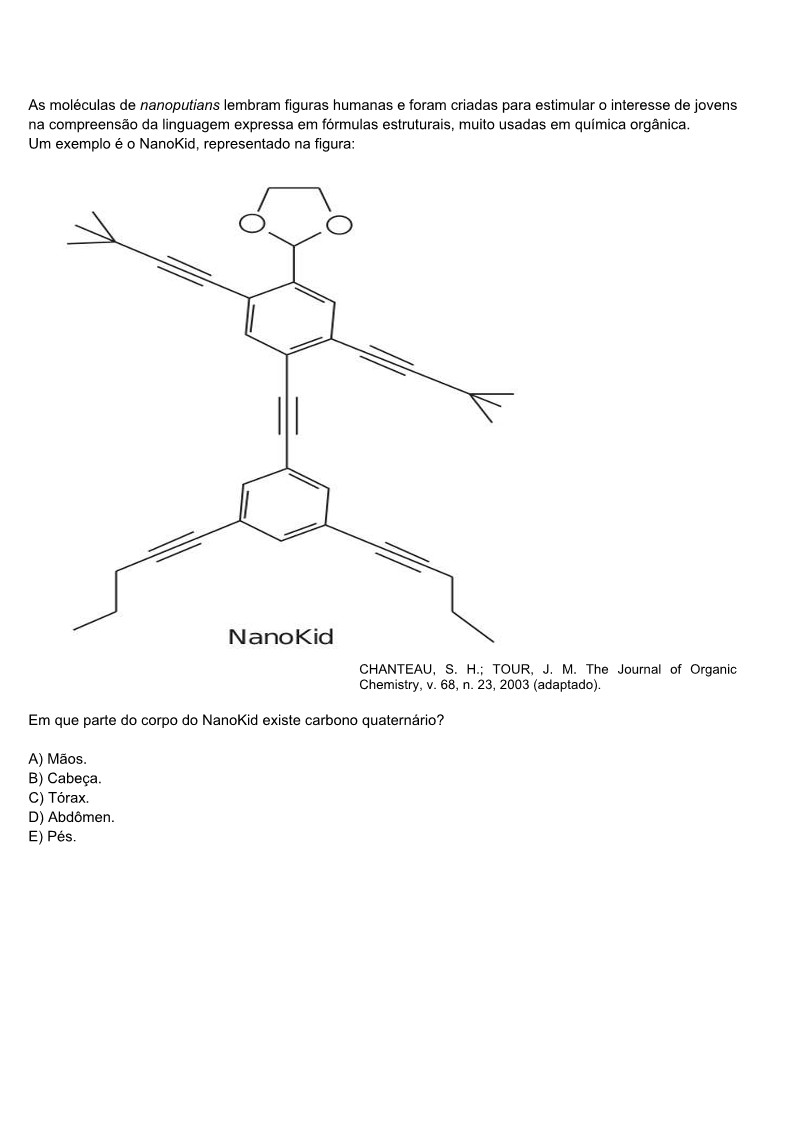 As moléculas de nanoputians lembram figuras humanas e foram criadas para estimular o interesse de jovens
na compreensão da linguagem expressa em fórmulas estruturais, muito usadas em química orgânica.
Um exemplo é o NanoKid, representado na figura:
O O
NanoKid
CHANTEAU, S. H.; TOUR, J. M. The Journal of Organic
Chemistry, v. 68, n. 23, 2003 (adaptado).
Em que parte do corpo do NanoKid existe carbono quaternário?
A) Mãos.
B) Cabeça.
C) Tórax.
D) Abdômen.
E) Pés.